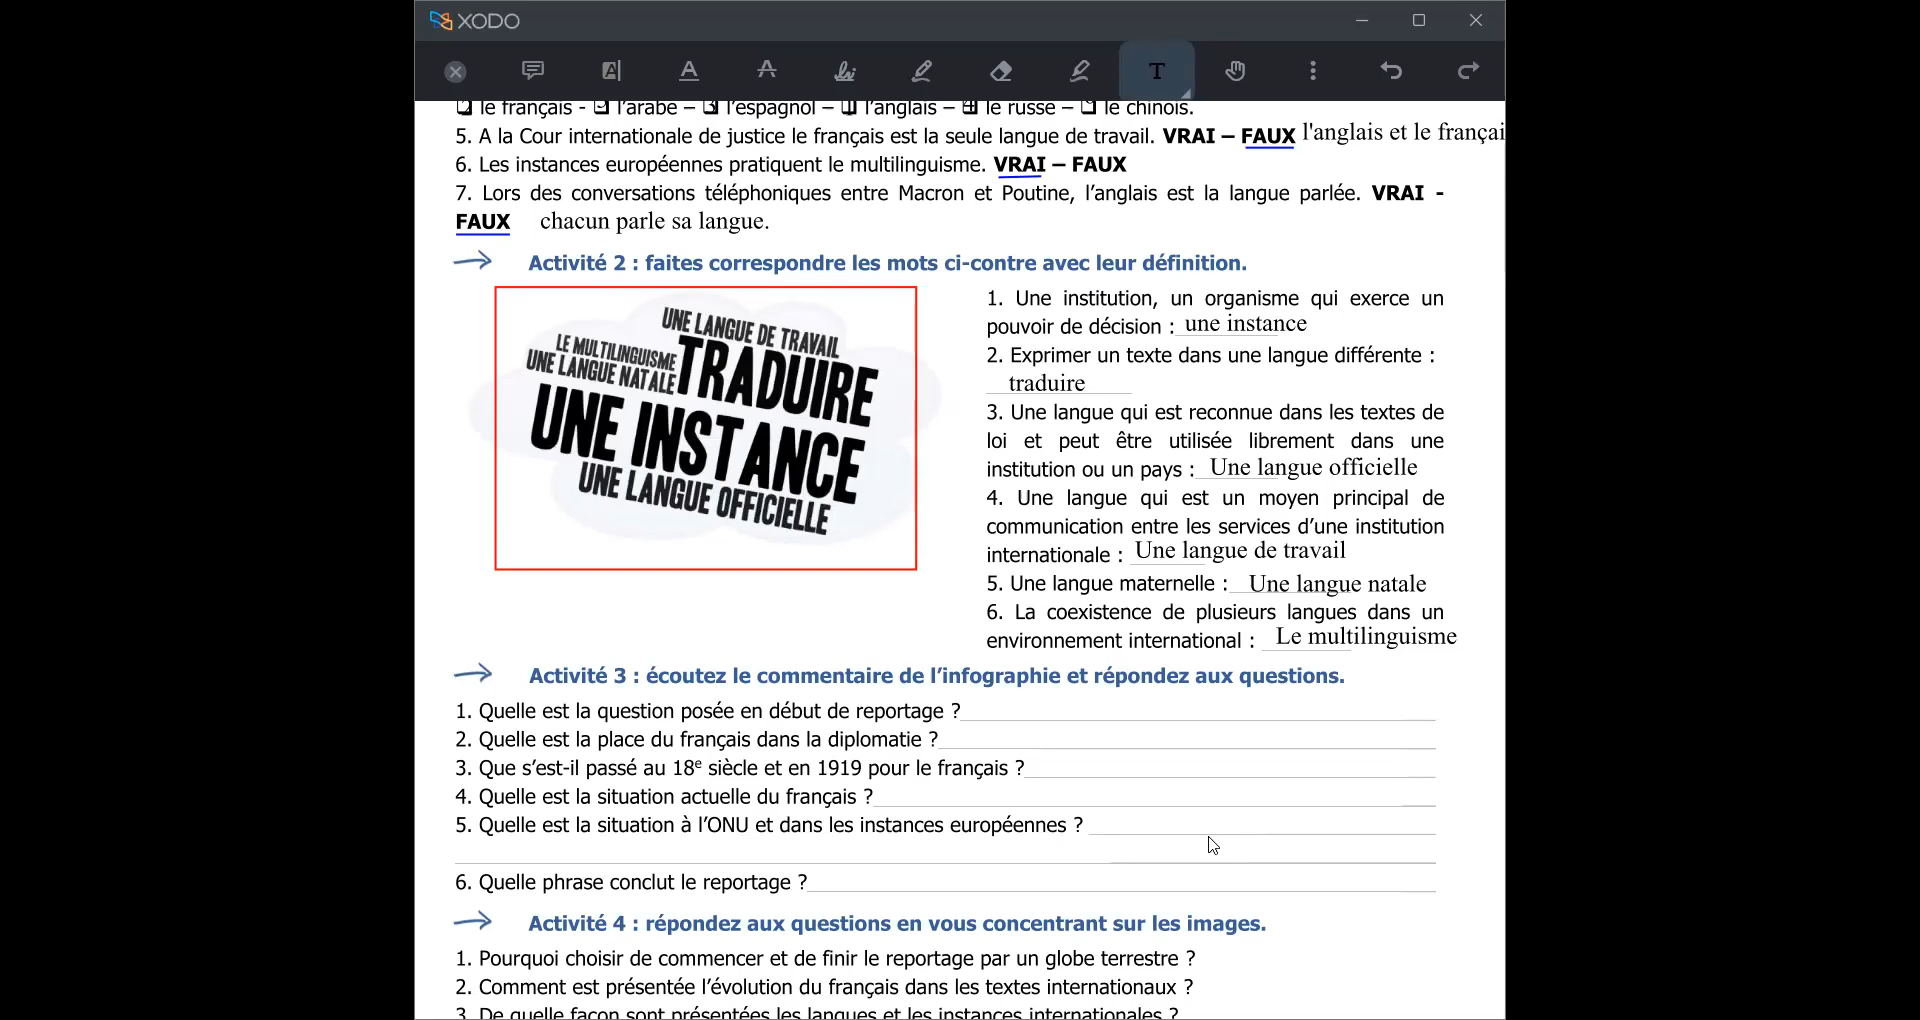 XODO
le français - l'arabe – l'espagnol – l'anglais – le russe – le chinois.
5. A la Cour internationale de justice le français est la seule langue de travail. VRAI – FAUX l'anglais et le françai
6. Les instances européennes pratiquent le multilinguisme. VRAI – FAUX
7. Lors des conversations téléphoniques entre Macron et Poutine, l’anglais est la langue parlée. VRAI -
FAUX chacun parle sa langue.
Activité 2 : faites correspondre les mots ci-contre avec leur définition.
UNE LANGUE DE TRAVAIL
LE MULTILINGUISME
UNE LANGUE NATALE
TRADUIRE
UNE INSTANCE
UNE LANGUE OFFICIELLE
1. Une institution, un organisme qui exerce un
pouvoir de décision : une instance
2. Exprimer un texte dans une langue différente :
traduire
3. Une langue qui est reconnue dans les textes de
loi et peut être utilisée librement dans une
institution ou un pays : Une langue officielle
4. Une langue qui est un moyen principal de
communication entre les services d’une institution
internationale : Une langue de travail
5. Une langue maternelle : Une langue natale
6. La coexistence de plusieurs langues dans un
environnement international : Le multilinguisme
Activité 3 : écoutez le commentaire de l’infographie et répondez aux questions.
1. Quelle est la question posée en début de reportage ?
2. Quelle est la place du français dans la diplomatie ?
3. Que s’est-il passé au 18e siècle et en 1919 pour le français ?
4. Quelle est la situation actuelle du français ?
5. Quelle est la situation à l’ONU et dans les instances européennes ?
6. Quelle phrase conclut le reportage ?
Activité 4 : répondez aux questions en vous concentrant sur les images.
1. Pourquoi choisir de commencer et de finir le reportage par un globe terrestre ?
2. Comment est présentée l’évolution du français dans les textes internationaux ?
3. De quelle façon sont présentées les langues et les instances internationales ?